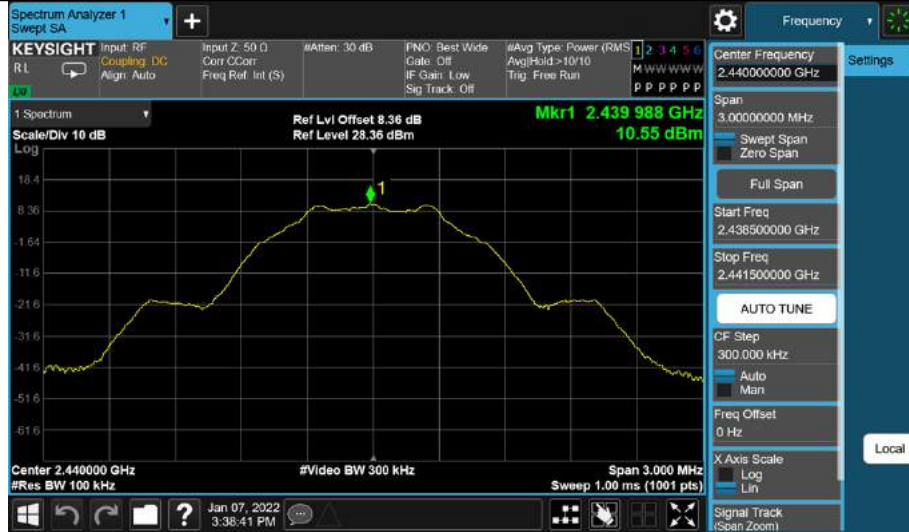 Spectrum Analyzer 1
Swept SA
+
Frequency
KEYSIGHT
RL
LXI
Input: RF
Coupling: DC
Align: Auto
Input Z: 50 Ω
Corr CCorr
Freq Ref: Int (S)
#Atten: 30 dB
PNO: Best Wide
Gate: Off
IF Gain: Low
Sig Track: Off
#Avg Type: Power (RMS
Avg|Hold:>10/10
Trig: Free Run
1 2 3 4 5 6
M W W W W W
P P P P P P
1 Spectrum
Scale/Div 10 dB
Log
Ref Lvl Offset 8.36 dB
Ref Level 28.36 dBm
Mkr1 2.439 988 GHz
10.55 dBm
1
18.4
8.36
-1.64
-11.6
-21.6
-31.6
-41.6
-51.6
-61.6
Center 2.440000 GHz
#Res BW 100 kHz
#Video BW 300 kHz
Span 3.000 MHz
Sweep 1.00 ms (1001 pts)
?
Jan 07, 2022
3:38:41 PM
Center Frequency
2.440000000 GHz
Span
3.00000000 MHz
Swept Span
Zero Span
Full Span
Start Freq
2.438500000 GHz
Stop Freq
2.441500000 GHz
AUTO TUNE
CF Step
300.000 kHz
Auto
Man
Freq Offset
0 Hz
X Axis Scale
Log
Lin
Signal Track
(Span Zoom)
Settings
Local